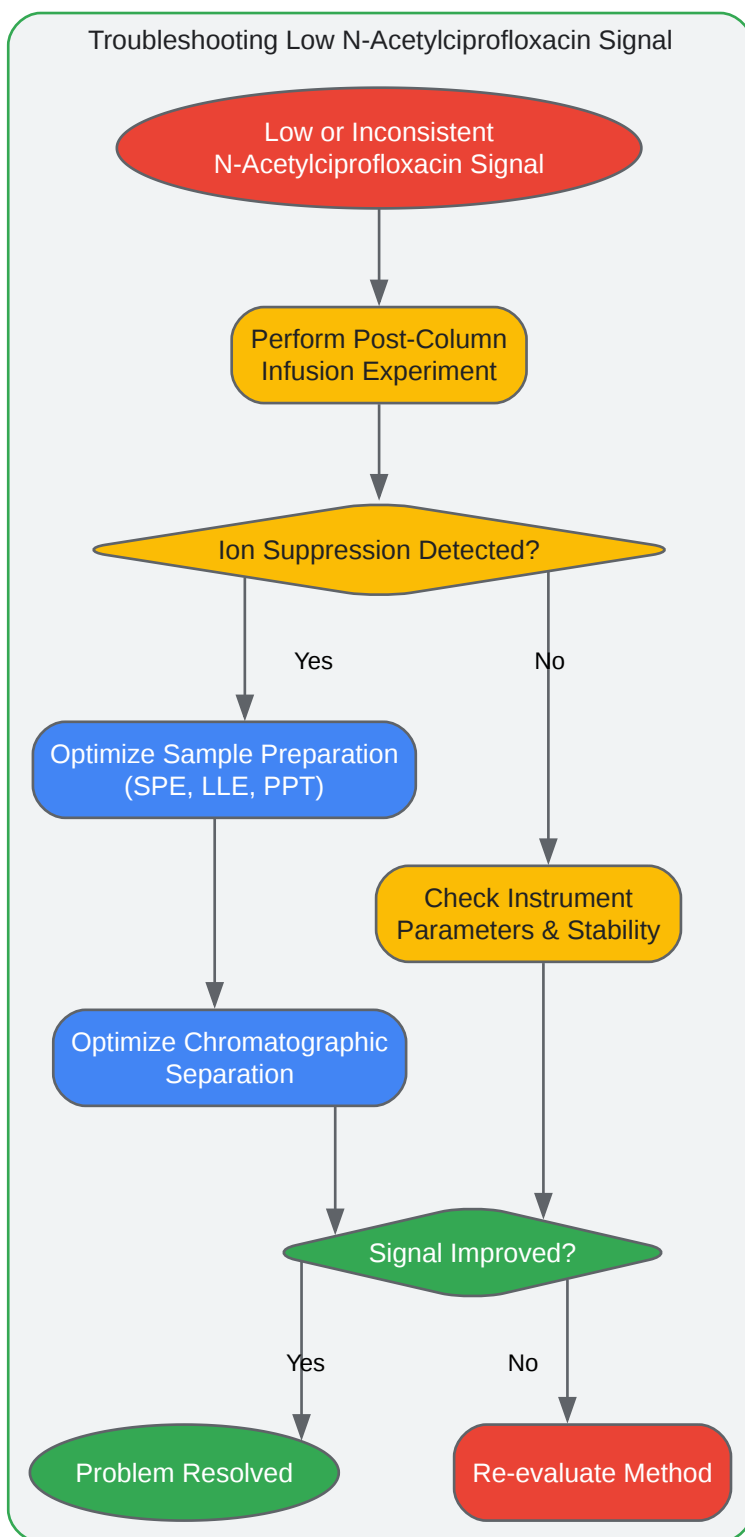 Troubleshooting Low N-Acetylciprofloxacin Signal
Low or Inconsistent
N-Acetylciprofloxacin Signal
Perform Post-Column
Infusion Experiment
Ion Suppression Detected?
Yes
No
Optimize Sample Preparation
(SPE, LLE, PPT)
Check Instrument
Parameters & Stability
Optimize Chromatographic
Separation
Signal Improved?
Yes
No
Problem Resolved
Re-evaluate Method